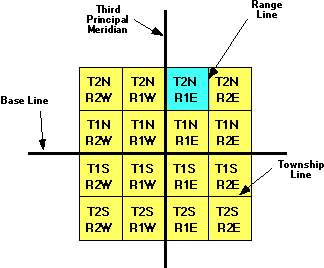 Third
Principal
Meridian
Range
Line
T2N T2N T2N T2N
R2W R1W R1E R2E
Base Line
T1N T1N T1N T1N
R2W R1W R1E R2E
T1S T1S T1S T1S
R2W R1W R1E R2E
Township
Line
T2S T2S T2S T2S
R2W R1W R1E R2E